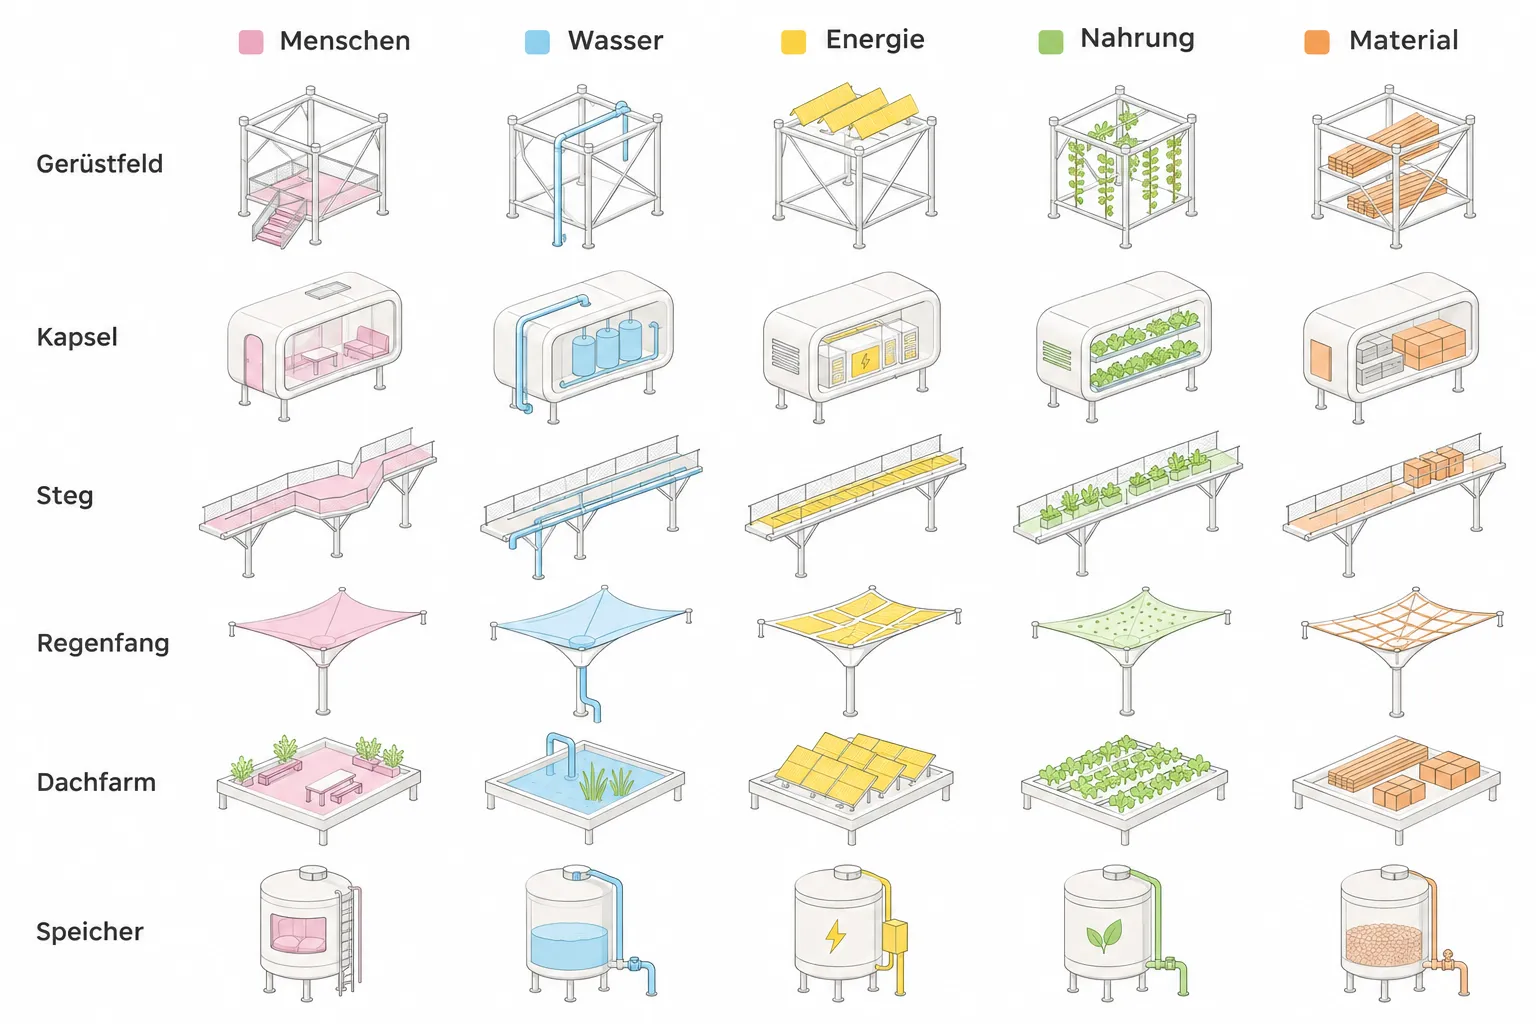 Menschen
Wasser
Energie
Nahrung
Material
Gerüstfeld
Kapsel
Steg
Regenfang
Dachfarm
Speicher